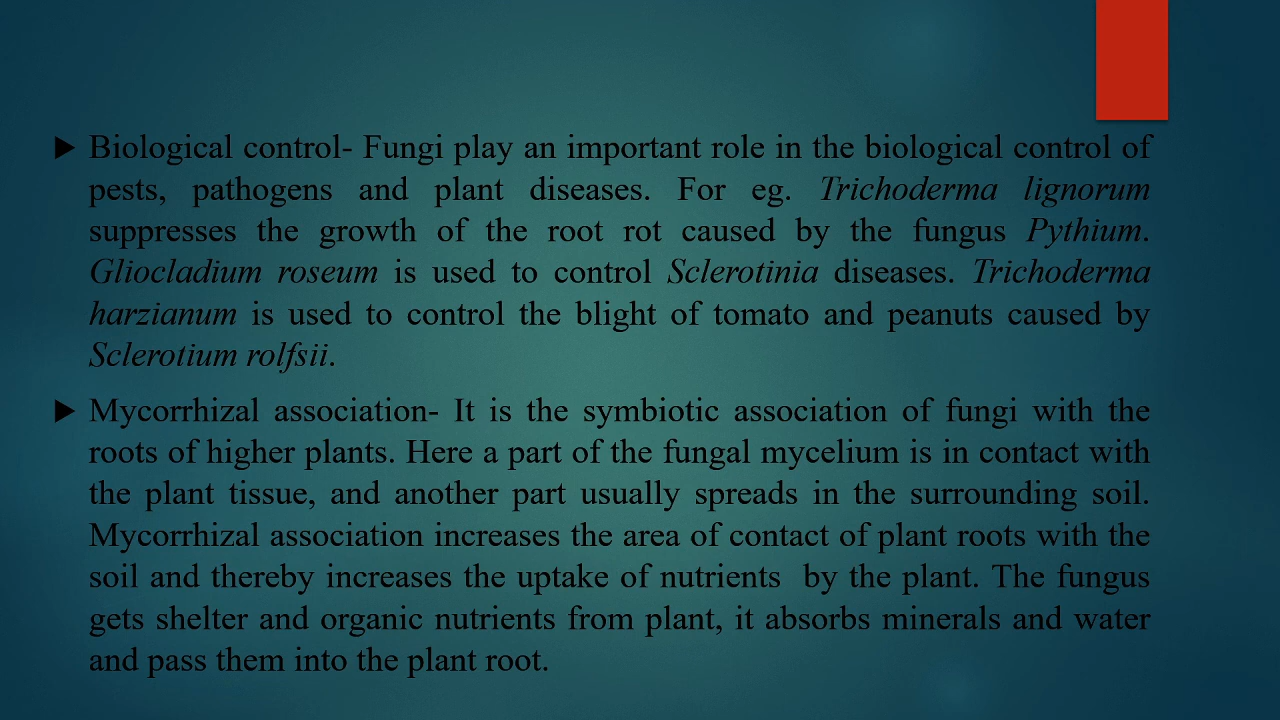 Biological control- Fungi play an important role in the biological control of
pests, pathogens and plant diseases. For eg. Trichoderma lignorum
suppresses the growth of the root rot caused by the fungus Pythium.
Gliocladium roseum is used to control Sclerotinia diseases. Trichoderma
harzianum is used to control the blight of tomato and peanuts caused by
Sclerotium rolfsii.
Mycorrhizal association- It is the symbiotic association of fungi with the
roots of higher plants. Here a part of the fungal mycelium is in contact with
the plant tissue, and another part usually spreads in the surrounding soil.
Mycorrhizal association increases the area of contact of plant roots with the
soil and thereby increases the uptake of nutrients  by the plant. The fungus
gets shelter and organic nutrients from plant, it absorbs minerals and water
and pass them into the plant root.